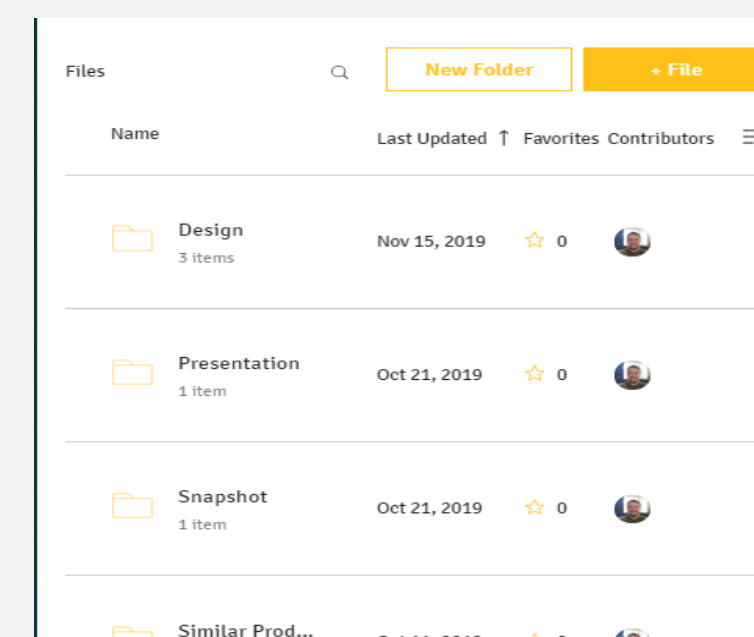 Files
New Folder
+ File
Name
Last Updated ↑
Favorites
Contributors
Design
3 items
Nov 15, 2019
0
Presentation
1 item
Oct 21, 2019
0
Snapshot
1 item
Oct 21, 2019
0
Similar Prod...